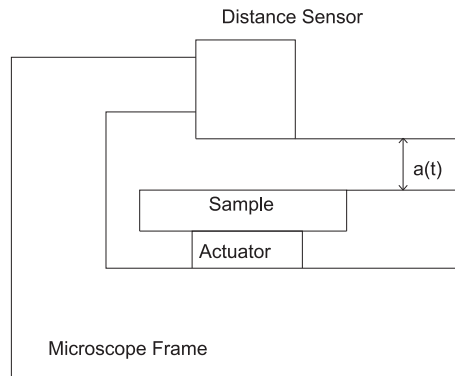 Distance Sensor
a(t)
Sample
Actuator
Microscope Frame